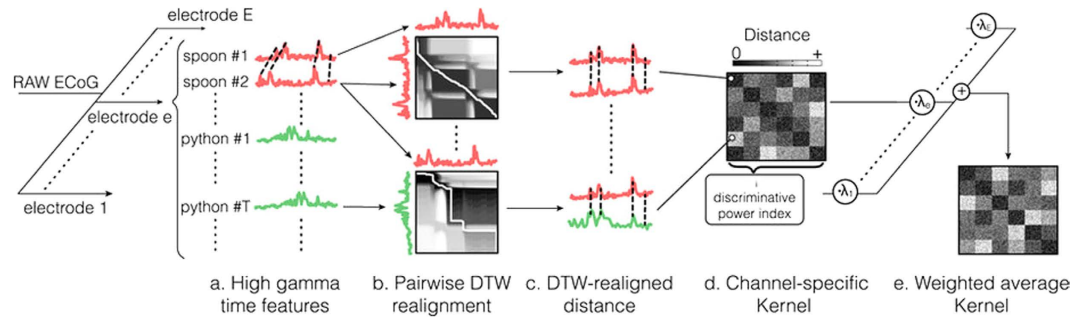 electrode E
RAW ECoG
electrode e
electrode 1
spoon #1
spoon #2
python #1
python #T
Distance
0 +
discriminative
power index
·λE
·λe
+
·λ1
a. High gamma
time features
b. Pairwise DTW
realignment
c. DTW-realigned
distance
d. Channel-specific
Kernel
e. Weighted average
Kernel